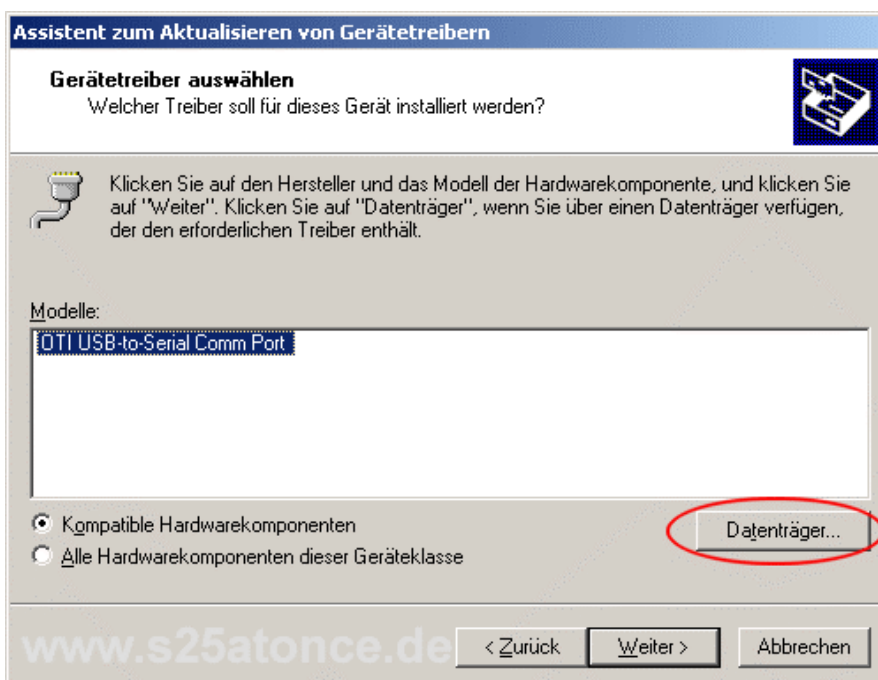 Assistent zum Aktualisieren von Gerätetreibern
Gerätetreiber auswählen
Welcher Treiber soll für dieses Gerät installiert werden?
Klicken Sie auf den Hersteller und das Modell der Hardwarekomponente, und klicken Sie
auf "Weiter". Klicken Sie auf "Datenträger", wenn Sie über einen Datenträger verfügen,
der den erforderlichen Treiber enthält.
Modelle:
OTI USB-to-Serial Comm Port
Kompatible Hardwarekomponenten
Alle Hardwarekomponenten dieser Geräteklasse
Datenträger...
www.s25atonce.de
< Zurück
Weiter >
Abbrechen